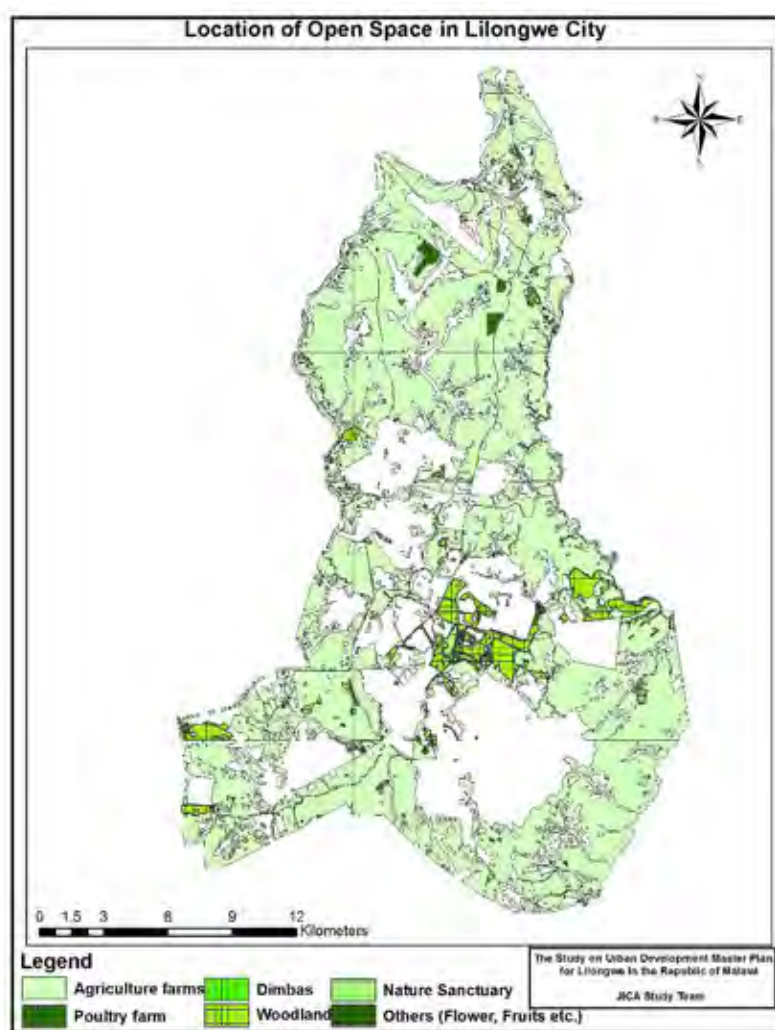 Location of Open Space in Lilongwe City
N
0 1.5 3 6 9 12
Kilometers
Legend
Agriculture farms
Dimbas
Nature Sanctuary
Poultry farm
Woodland
Others (Flower, Fruits etc.)
The Study on Urban Development Master Plan
for Lilongwe in the Republic of Malawi
JICA Study Team